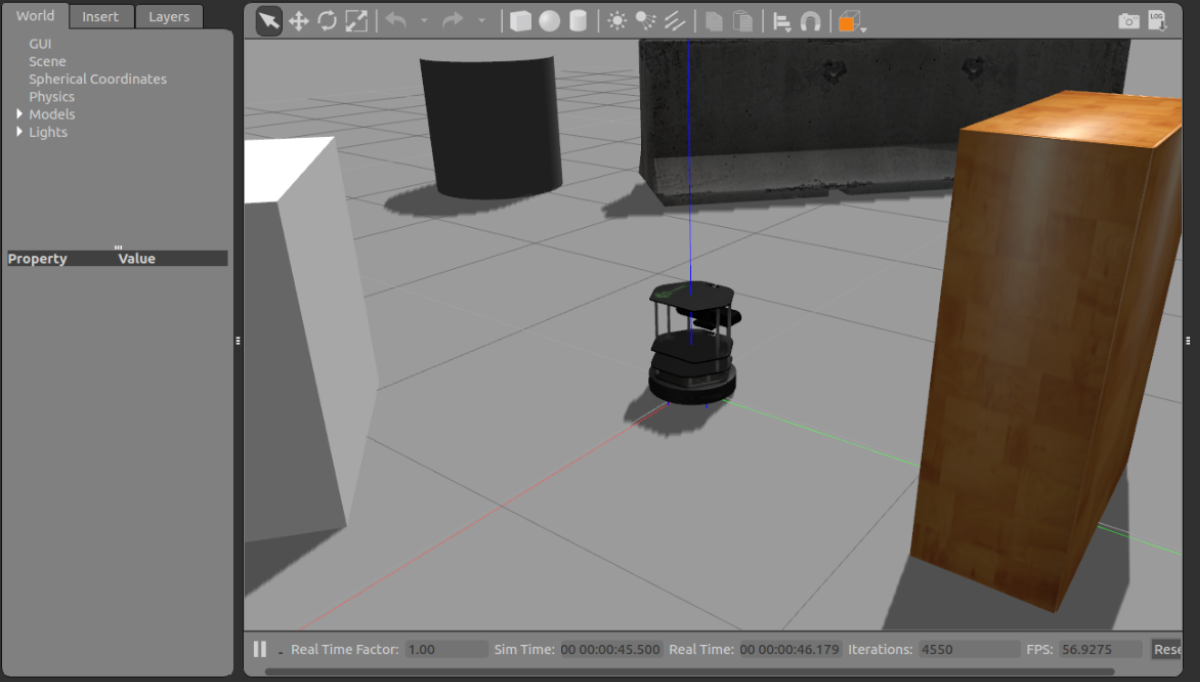 World Insert Layers
GUI
Scene
Spherical Coordinates
Physics
Models
Lights
Property Value
LOG
Real Time Factor: 1.00 Sim Time: 00 00:00:45.500 Real Time: 00 00:00:46.179 Iterations: 4550 FPS: 56.9275 Rese